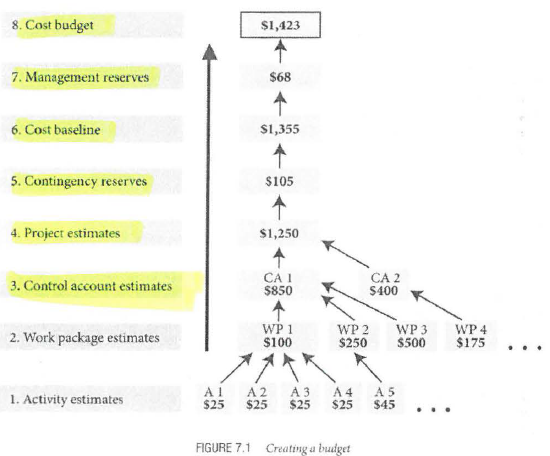 8. Cost budget $1,423
7. Management reserves $68
6. Cost baseline $1,355
5. Contingency reserves $105
4. Project estimates $1,250
3. Control account estimates CA 1 CA 2
$850 $400
2. Work package estimates WP 1 WP 2 WP 3 WP 4
$100 $250 $500 $175 . . .
1. Activity estimates A 1 A 2 A 3 A 4 A 5
$25 $25 $25 $25 $45 . . .
FIGURE 7.1 Creating a budget